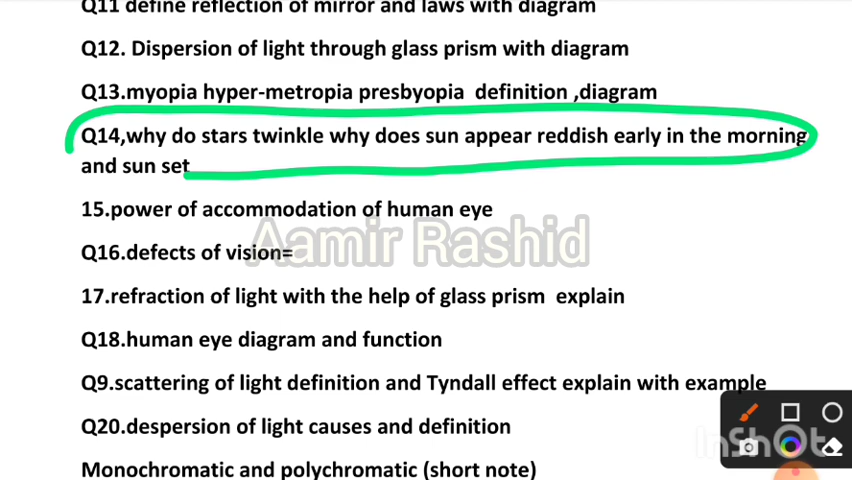 Q11 define reflection of mirror and laws with diagram
Q12. Dispersion of light through glass prism with diagram
Q13.myopia hyper-metropia presbyopia definition ,diagram
Q14,why do stars twinkle why does sun appear reddish early in the morning
and sun set
15.power of accommodation of human eye
Aamir Rashid
Q16.defects of vision=
17.refraction of light with the help of glass prism explain
Q18.human eye diagram and function
Q9.scattering of light definition and Tyndall effect explain with example
Q20.despersion of light causes and definition
InShOt
Monochromatic and polychromatic (short note)